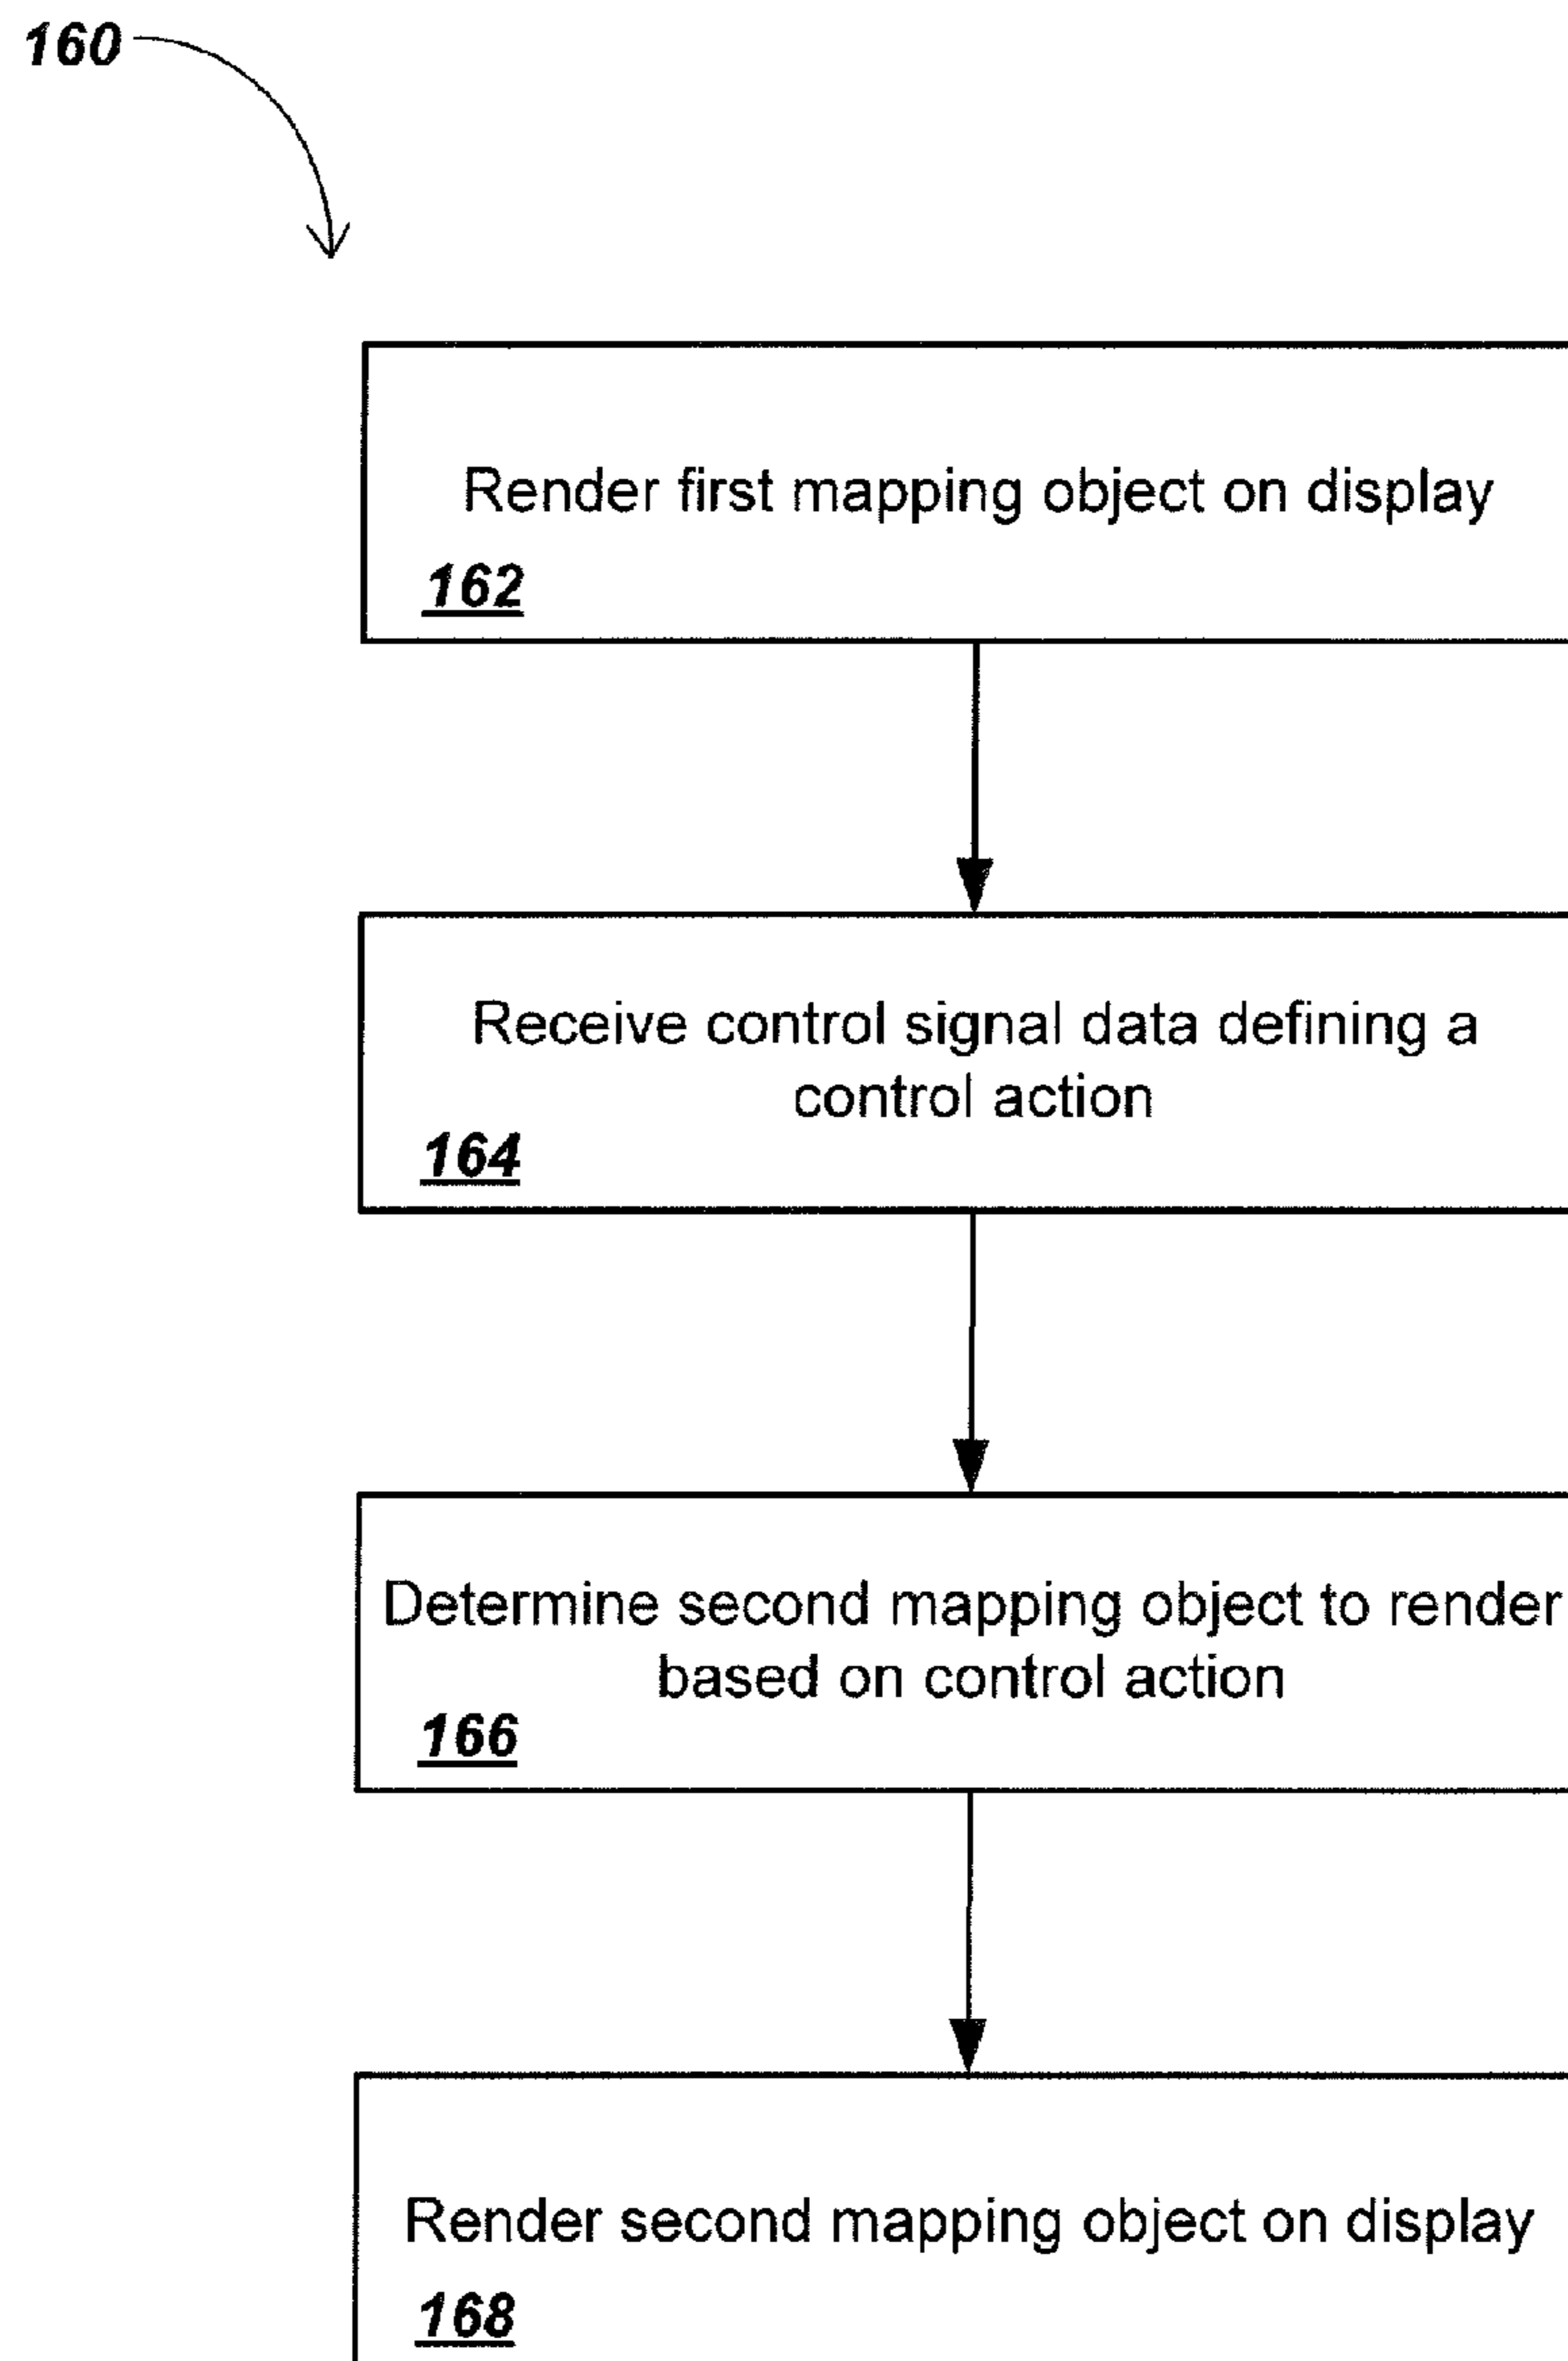 160
Render first mapping object on display
162
Receive control signal data defining a
control action
164
Determine second mapping object to render
based on control action
166
Render second mapping object on display
168